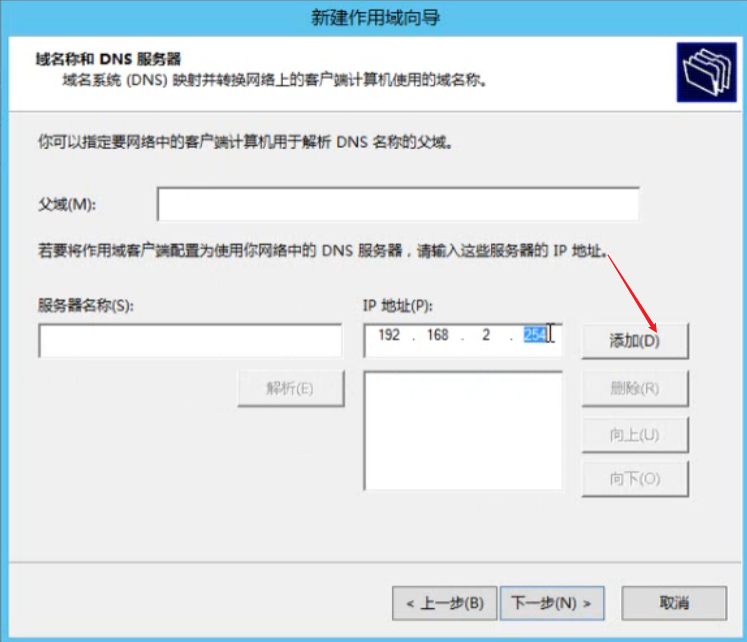 新建作用域向导
域名称和 DNS 服务器
域名系统 (DNS) 映射并转换网络上的客户端计算机使用的域名称。
你可以指定要网络中的客户端计算机用于解析 DNS 名称的父域。
父域(M):
若要将作用域客户端配置为使用你网络中的 DNS 服务器，请输入这些服务器的 IP 地址。
服务器名称(S):
IP 地址(P):
192 . 168 . 2 . 254
添加(D)
解析(E)
删除(R)
向上(U)
向下(O)
< 上一步(B)
下一步(N) >
取消